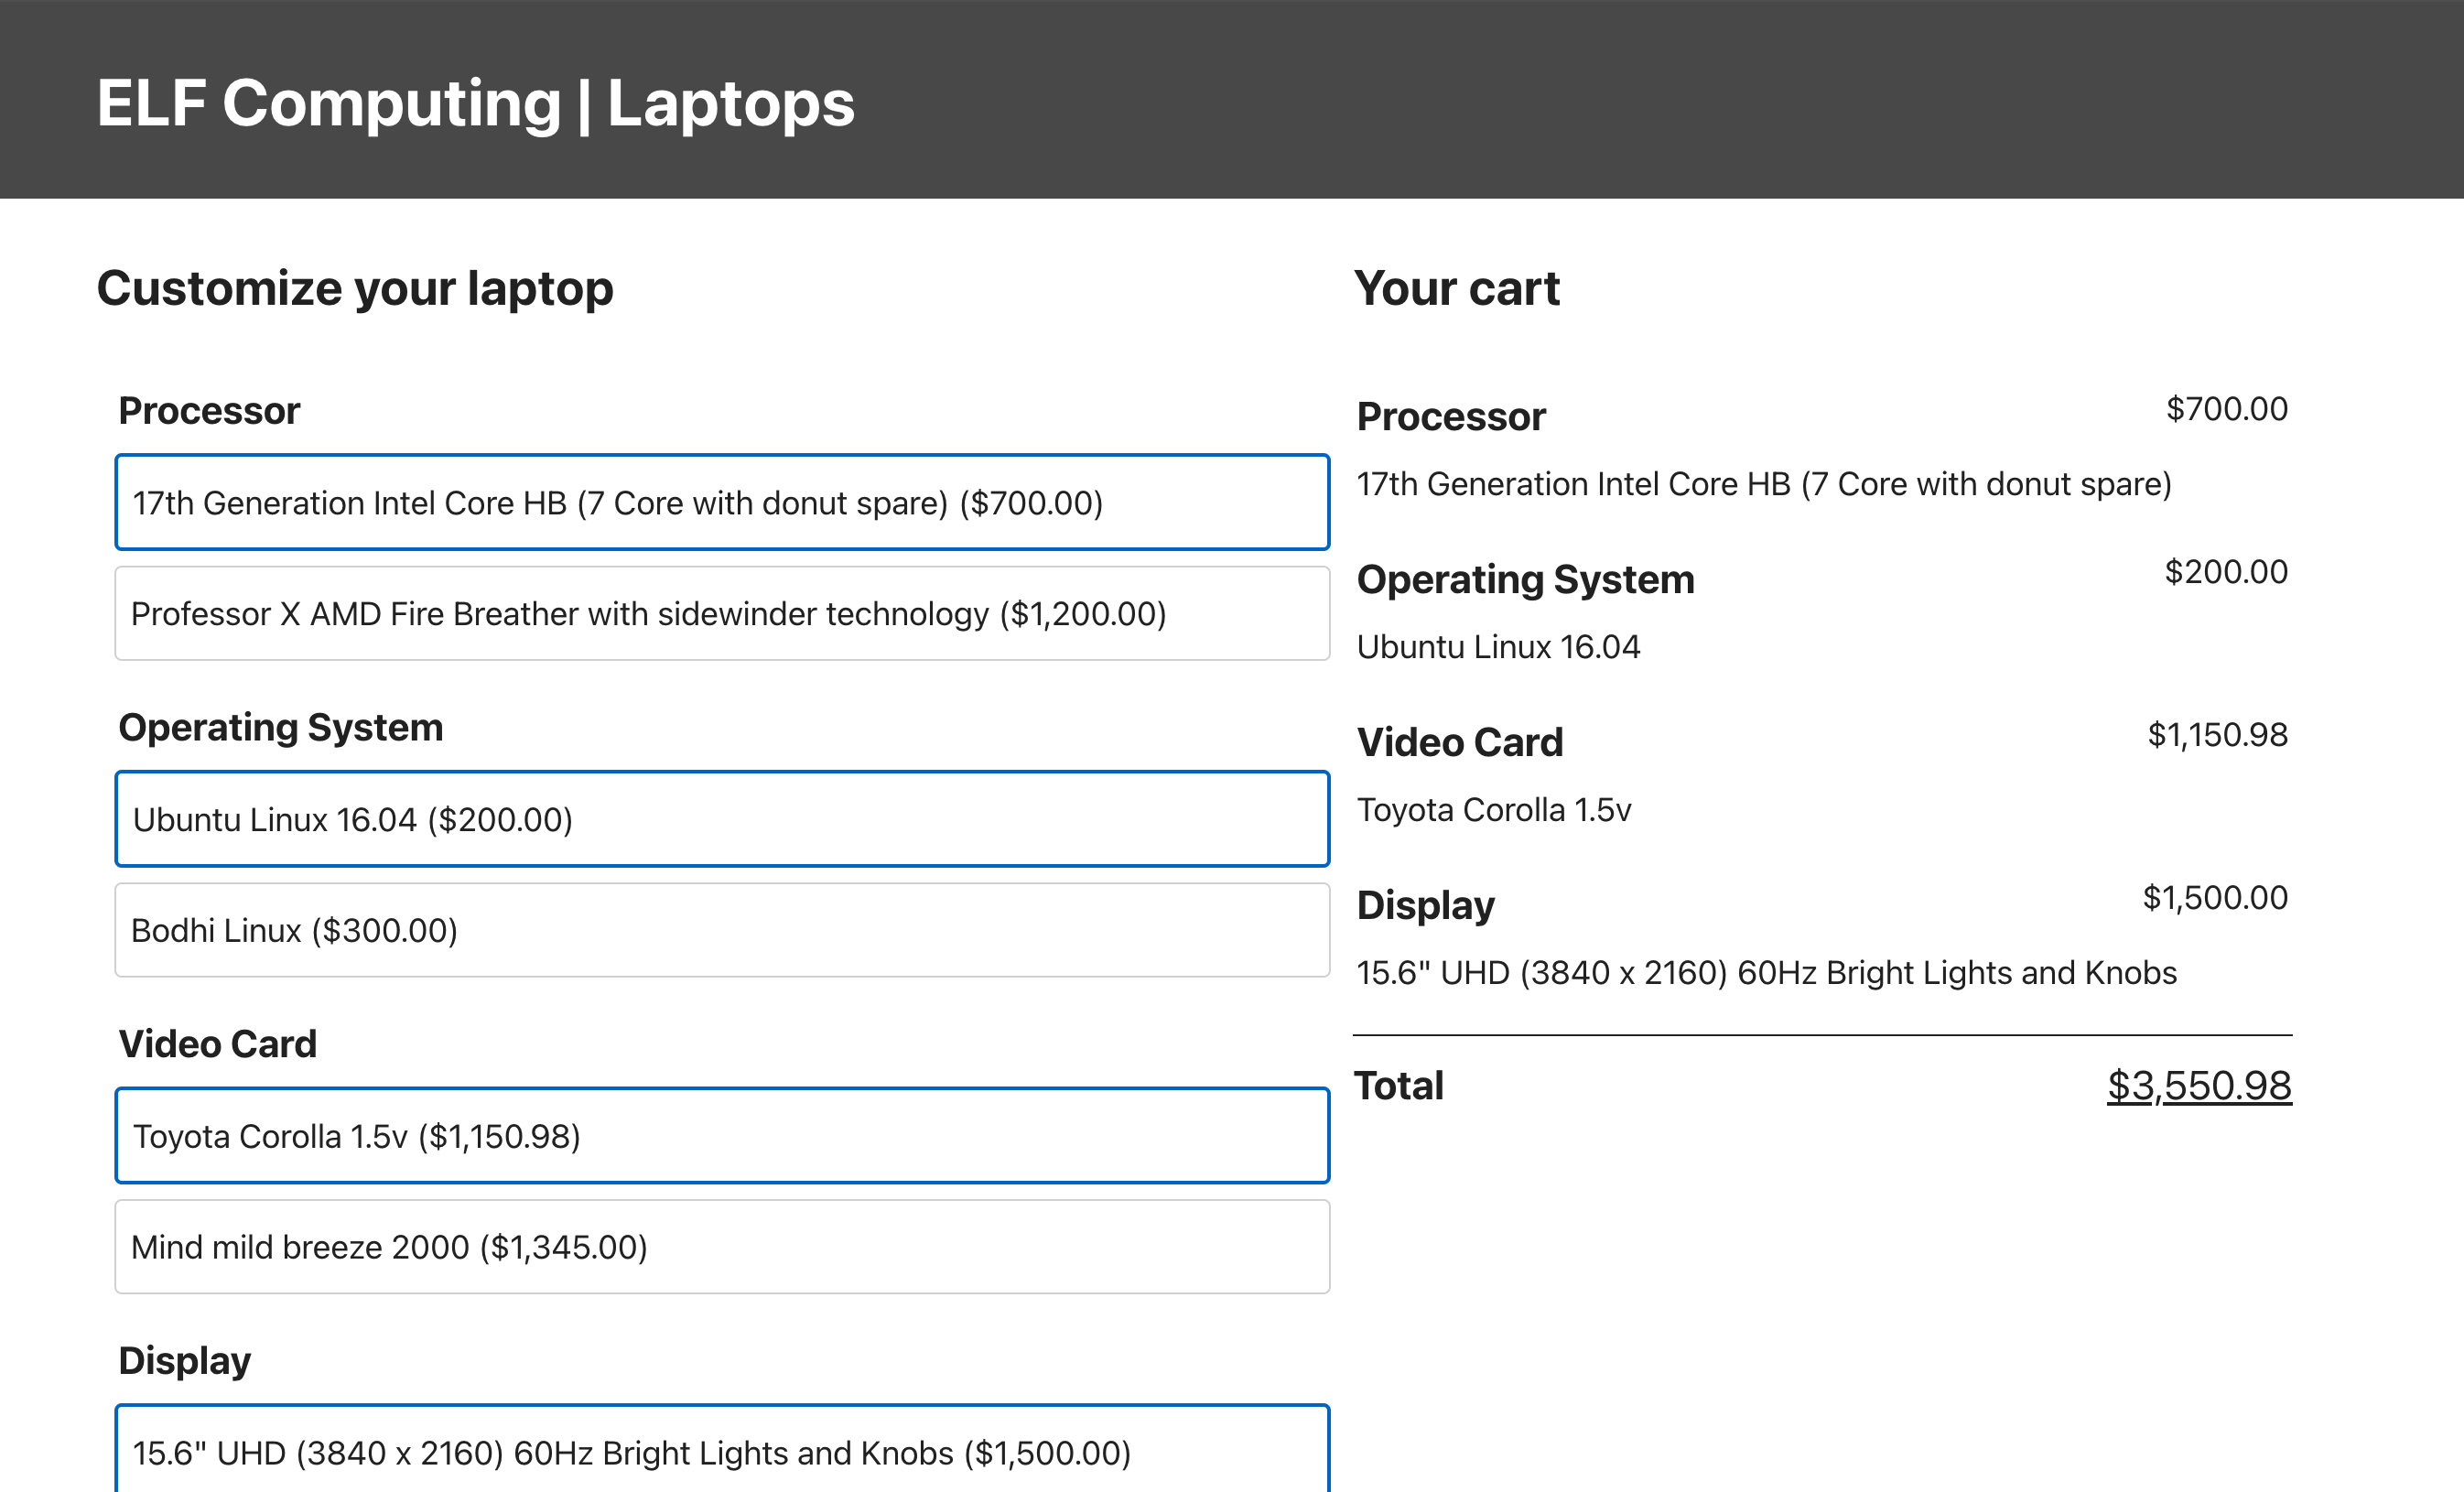 ELF Computing | Laptops
Customize your laptop
Processor
17th Generation Intel Core HB (7 Core with donut spare) ($700.00)
Professor X AMD Fire Breather with sidewinder technology ($1,200.00)
Operating System
Ubuntu Linux 16.04 ($200.00)
Bodhi Linux ($300.00)
Video Card
Toyota Corolla 1.5v ($1,150.98)
Mind mild breeze 2000 ($1,345.00)
Display
15.6" UHD (3840 x 2160) 60Hz Bright Lights and Knobs ($1,500.00)
Your cart
Processor $700.00
17th Generation Intel Core HB (7 Core with donut spare)
Operating System $200.00
Ubuntu Linux 16.04
Video Card $1,150.98
Toyota Corolla 1.5v
Display $1,500.00
15.6" UHD (3840 x 2160) 60Hz Bright Lights and Knobs
Total $3,550.98